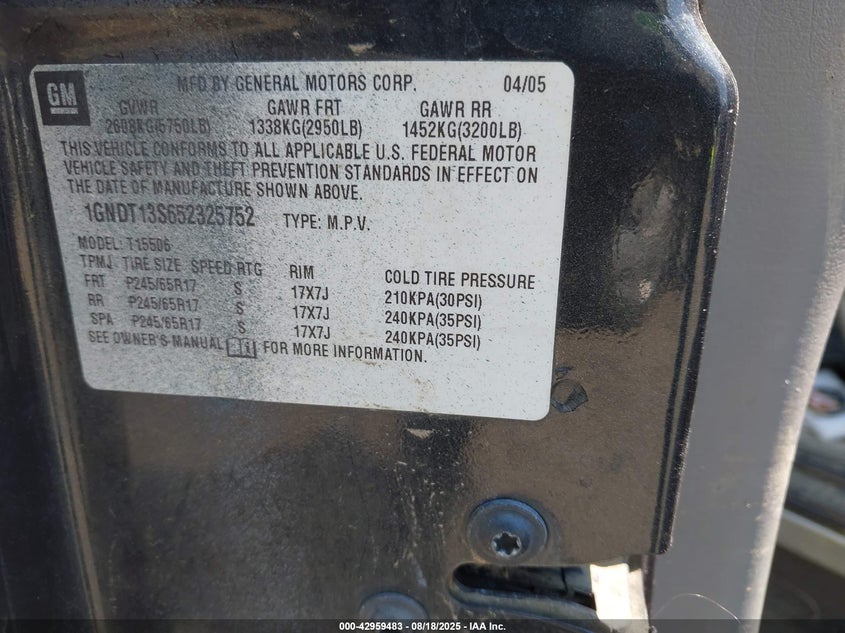 GM
MFD BY GENERAL MOTORS CORP. 04/05
GVWR GAWR FRT GAWR RR
2608KG(5750LB) 1338KG(2950LB) 1452KG(3200LB)
THIS VEHICLE CONFORMS TO ALL APPLICABLE U.S. FEDERAL MOTOR
VEHICLE SAFETY AND THEFT PREVENTION STANDARDS IN EFFECT ON
THE DATE OF MANUFACTURE SHOWN ABOVE.
1GNDT13S652325752 TYPE: M.P.V.
MODEL: T15506
TPMJ TIRE SIZE SPEED RTG RIM COLD TIRE PRESSURE
FRT P245/65R17 S 17X7J 210KPA(30PSI)
RR P245/65R17 S 17X7J 240KPA(35PSI)
SPA P245/65R17 S 17X7J 240KPA(35PSI)
SEE OWNER'S MANUAL FOR MORE INFORMATION.
000-42959483 - 08/18/2025 - IAA Inc.